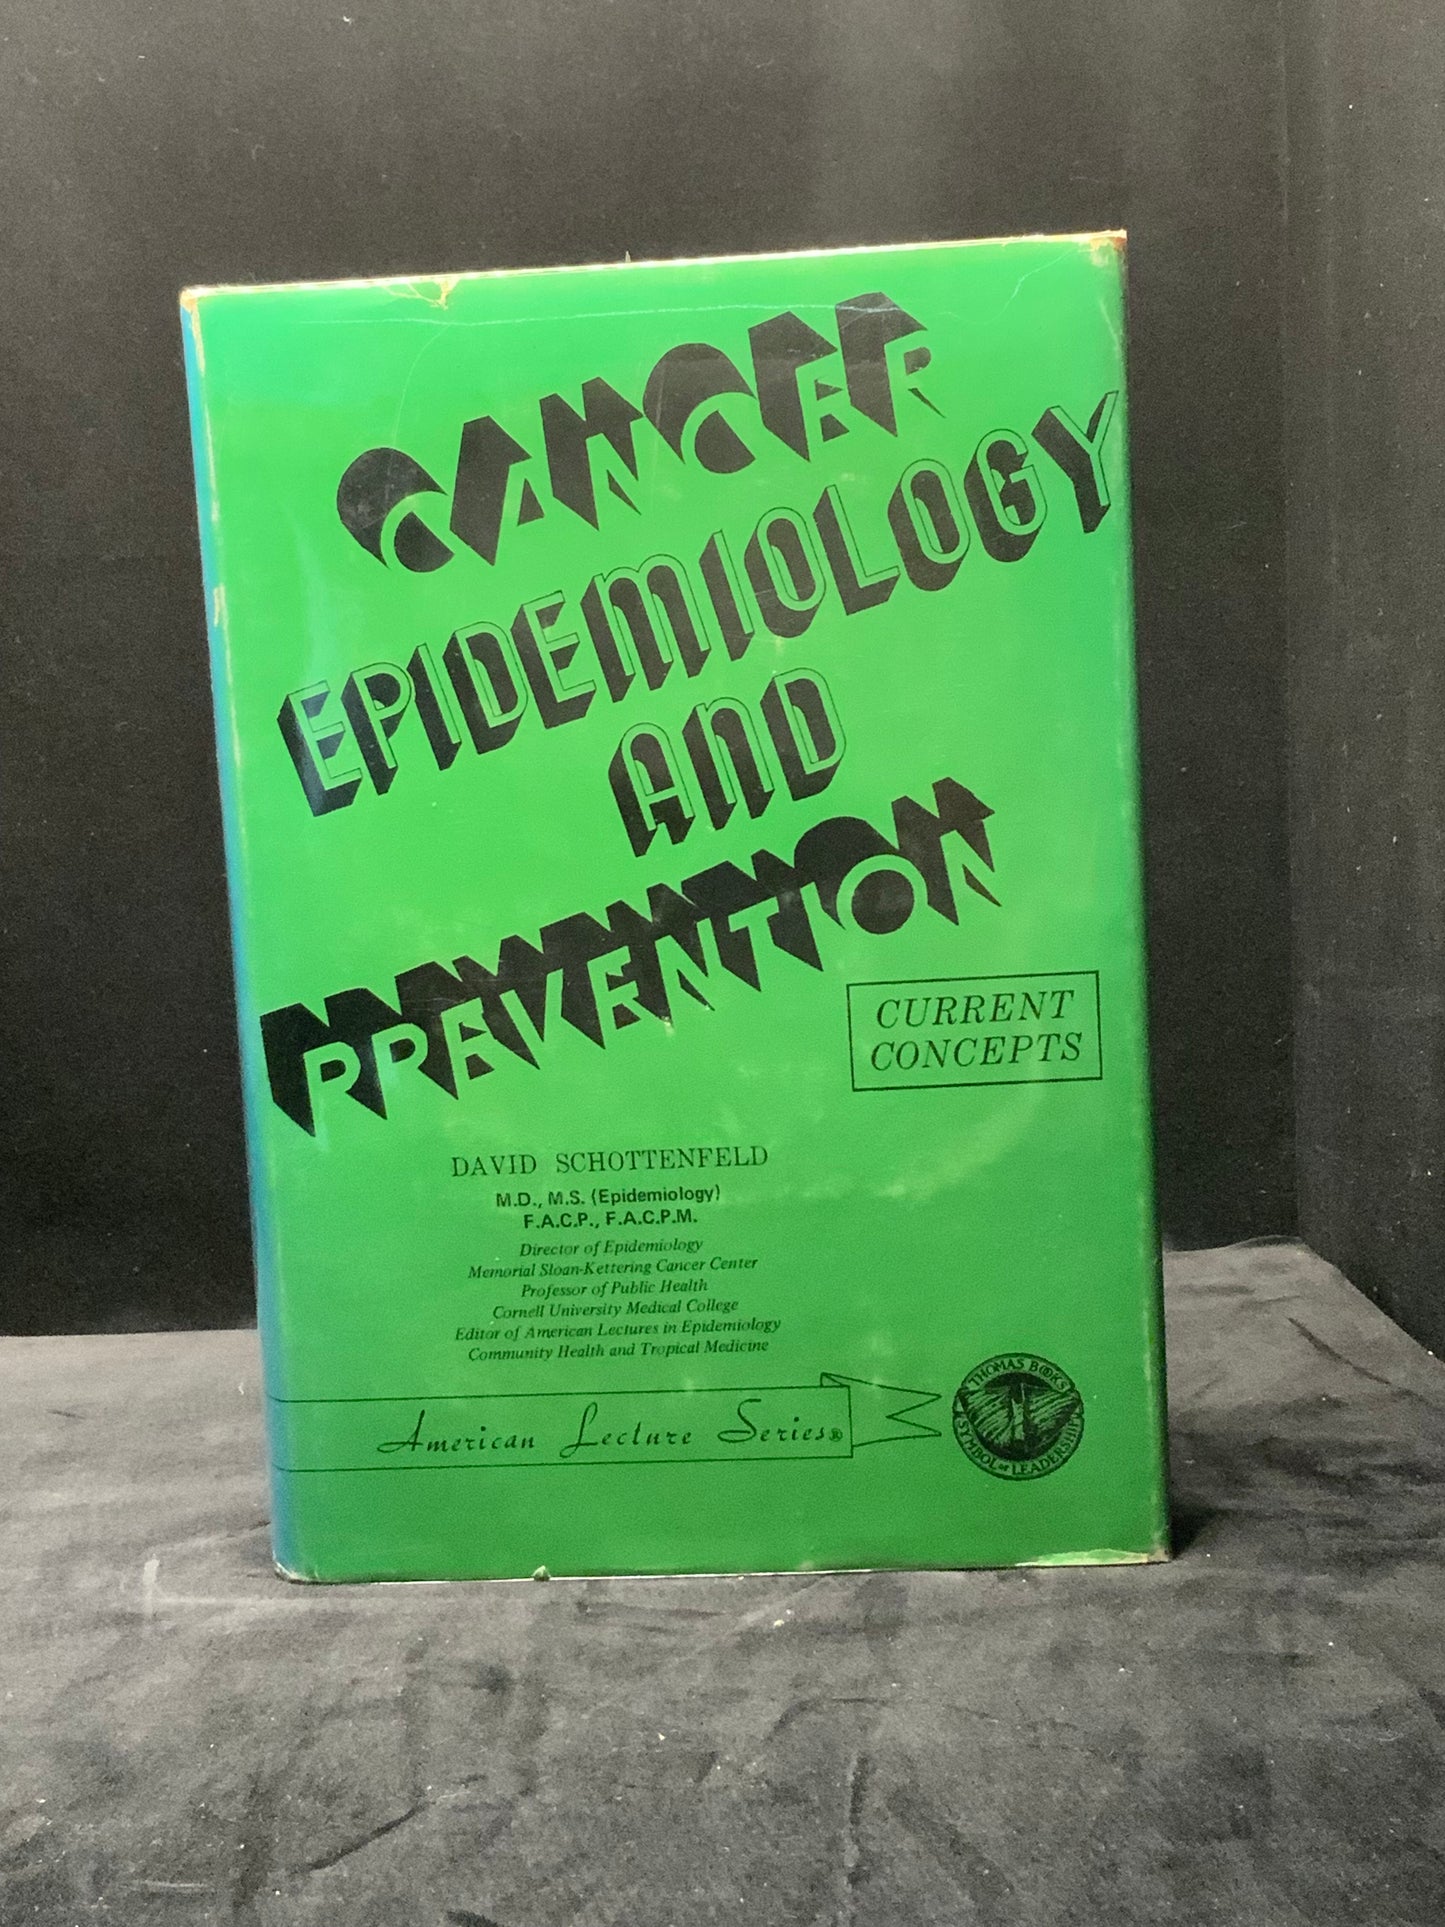 CANCER
EPIDEMIOLOGY
AND
PREVENTION
CURRENT
CONCEPTS
DAVID SCHOTTENFELD
M.D., M.S. (Epidemiology)
F.A.C.P., F.A.C.P.M.
Director of Epidemiology
Memorial Sloan-Kettering Cancer Center
Professor of Public Health
Cornell University Medical College
Editor of American Lectures in Epidemiology
Community Health and Tropical Medicine
American Lecture Series®
THOMAS BOOKS
SYMBOL of LEADERSHIP